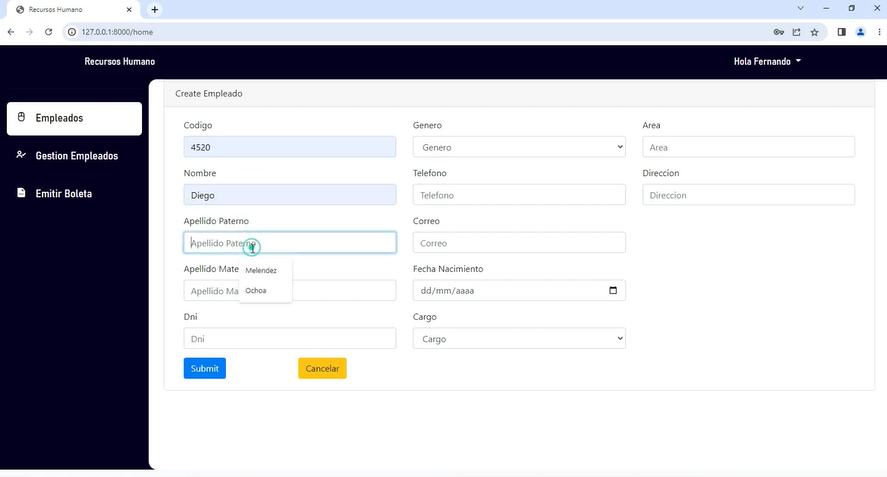 Recursos Humano
127.0.0.1:8000/home
Recursos Humano
Hola Fernando
Empleados
Gestion Empleados
Emitir Boleta
Create Empleado
Codigo
4520
Nombre
Diego
Apellido Paterno
Apellido Paterno
Melendez
Ochoa
Apellido Mate
Apellido Ma
Dni
Dni
Submit
Cancelar
Genero
Genero
Telefono
Telefono
Correo
Correo
Fecha Nacimiento
dd/mm/aaaa
Cargo
Cargo
Area
Area
Direccion
Direccion